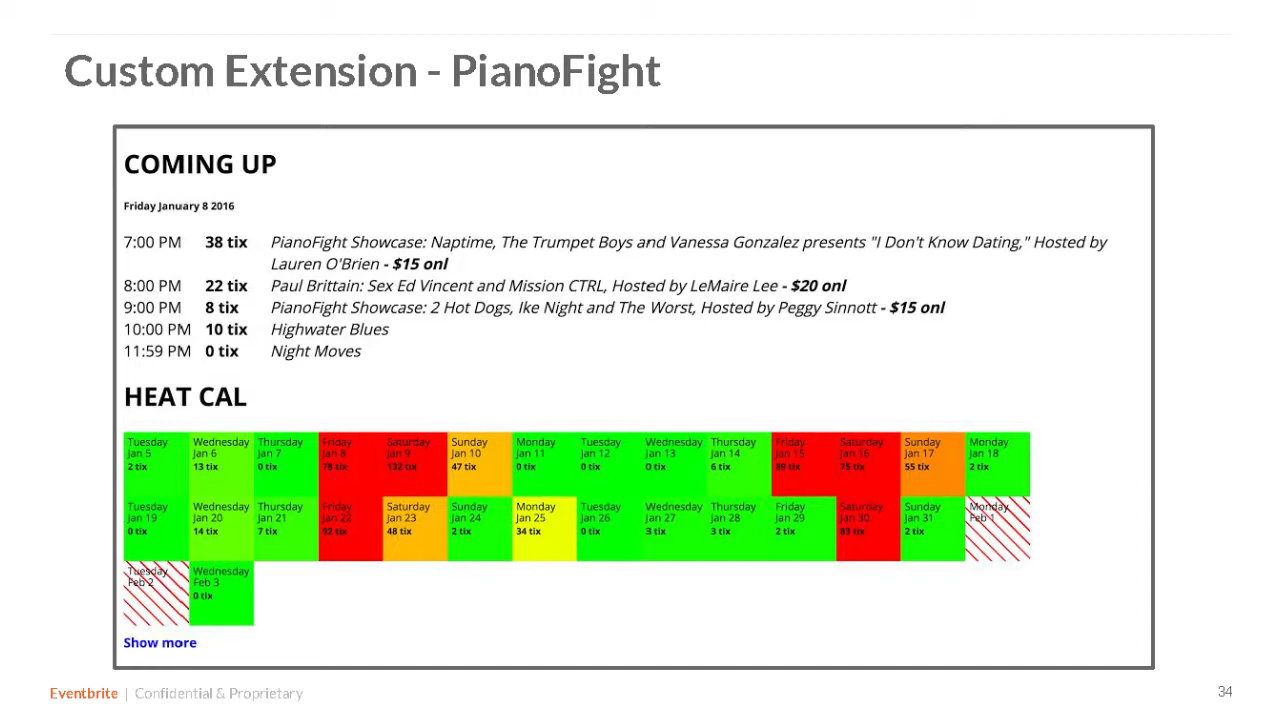 Custom Extension - PianoFight
COMING UP
Friday January 8 2016
7:00 PM 38 tix PianoFight Showcase: Naptime, The Trumpet Boys and Vanessa Gonzalez presents "I Don't Know Dating," Hosted by
Lauren O'Brien - $15 onl
8:00 PM 22 tix Paul Brittain: Sex Ed Vincent and Mission CTRL, Hosted by LeMaire Lee - $20 onl
9:00 PM 8 tix PianoFight Showcase: 2 Hot Dogs, Ike Night and The Worst, Hosted by Peggy Sinnott - $15 onl
10:00 PM 10 tix Highwater Blues
11:59 PM 0 tix Night Moves
HEAT CAL
Tuesday Wednesday Thursday Friday Saturday Sunday Monday Tuesday Wednesday Thursday Friday Saturday Sunday Monday
Jan 5 Jan 6 Jan 7 Jan 8 Jan 9 Jan 10 Jan 11 Jan 12 Jan 13 Jan 14 Jan 15 Jan 16 Jan 17 Jan 18
2 tix 13 tix 0 tix 78 tix 132 tix 47 tix 0 tix 0 tix 0 tix 6 tix 89 tix 75 tix 55 tix 2 tix
Tuesday Wednesday Thursday Friday Saturday Sunday Monday Tuesday Wednesday Thursday Friday Saturday Sunday Monday
Jan 19 Jan 20 Jan 21 Jan 22 Jan 23 Jan 24 Jan 25 Jan 26 Jan 27 Jan 28 Jan 29 Jan 30 Jan 31 Feb 1
0 tix 14 tix 7 tix 92 tix 48 tix 2 tix 34 tix 0 tix 3 tix 3 tix 2 tix 83 tix 2 tix
Tuesday Wednesday
Feb 2 Feb 3
0 tix
Show more
Eventbrite | Confidential & Proprietary
34